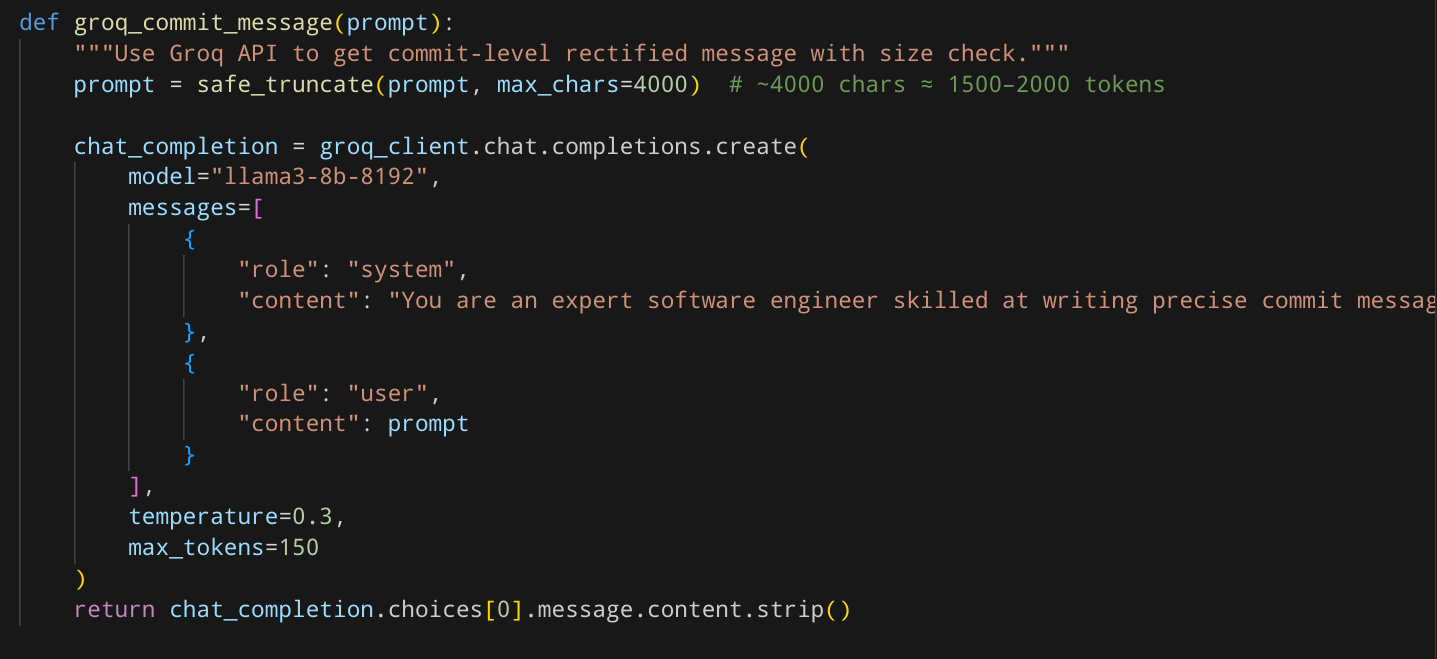 def groq_commit_message(prompt):
    """Use Groq API to get commit-level rectified message with size check."""
    prompt = safe_truncate(prompt, max_chars=4000)  # ~4000 chars ≈ 1500–2000 tokens

    chat_completion = groq_client.chat.completions.create(
        model="llama3-8b-8192",
        messages=[
            {
                "role": "system",
                "content": "You are an expert software engineer skilled at writing precise commit messag
            },
            {
                "role": "user",
                "content": prompt
            }
        ],
        temperature=0.3,
        max_tokens=150
    )
    return chat_completion.choices[0].message.content.strip()